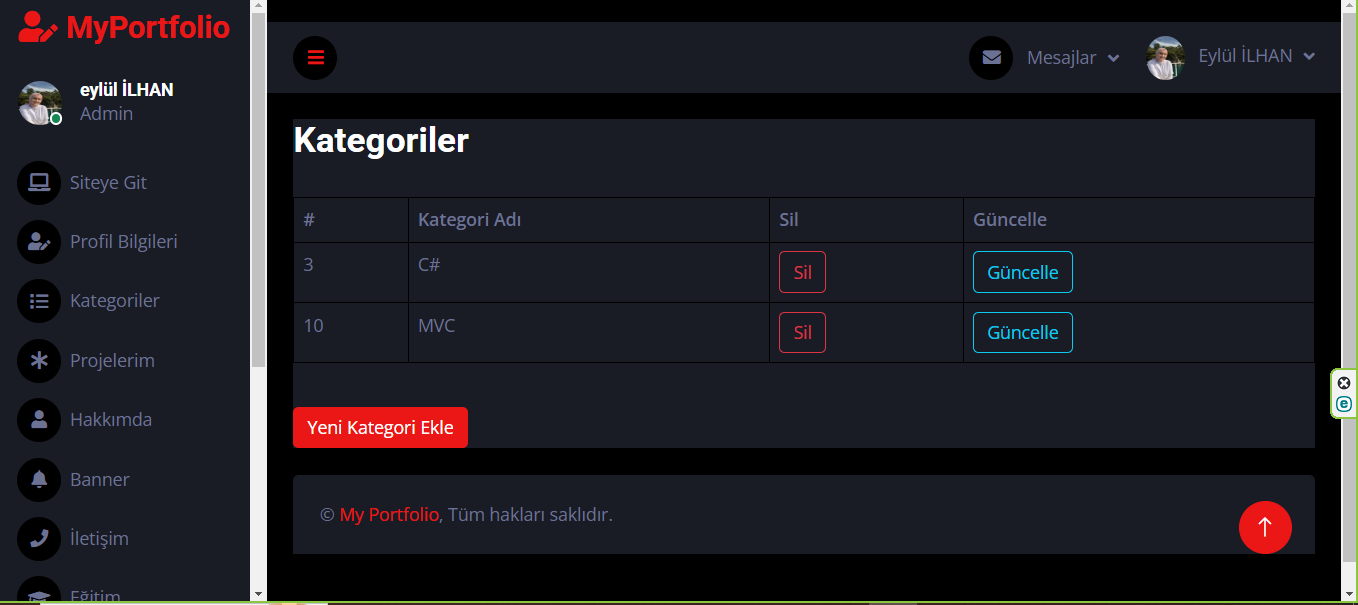 MyPortfolio
eylül İLHAN
Admin
Siteye Git
Profil Bilgileri
Kategoriler
Projelerim
Hakkımda
Banner
İletişim
Eğitim
Mesajlar
Eylül İLHAN
Kategoriler
# Kategori Adı Sil Güncelle
3 C# Sil Güncelle
10 MVC Sil Güncelle
Yeni Kategori Ekle
© My Portfolio, Tüm hakları saklıdır.